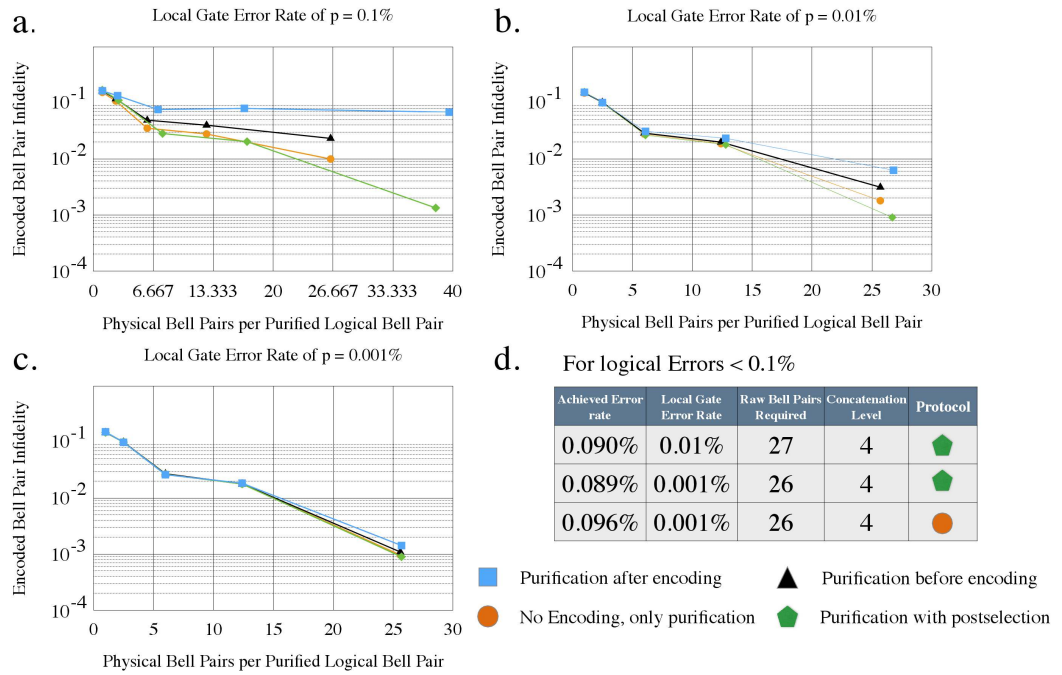 a.
Local Gate Error Rate of p = 0.1%
Encoded Bell Pair Infidelity
10-1
10-2
10-3
10-4
0 6.667 13.333 20 26.667 33.333 40
Physical Bell Pairs per Purified Logical Bell Pair
b.
Local Gate Error Rate of p = 0.01%
Encoded Bell Pair Infidelity
10-1
10-2
10-3
10-4
0 5 10 15 20 25 30
Physical Bell Pairs per Purified Logical Bell Pair
c.
Local Gate Error Rate of p = 0.001%
Encoded Bell Pair Infidelity
10-1
10-2
10-3
10-4
0 5 10 15 20 25 30
Physical Bell Pairs per Purified Logical Bell Pair
d.
For logical Errors < 0.1%
Achieved Error rate Local Gate Error Rate Raw Bell Pairs Required Concatenation Level Protocol
0.090% 0.01% 27 4
0.089% 0.001% 26 4
0.096% 0.001% 26 4
Purification after encoding
Purification before encoding
No Encoding, only purification
Purification with postselection